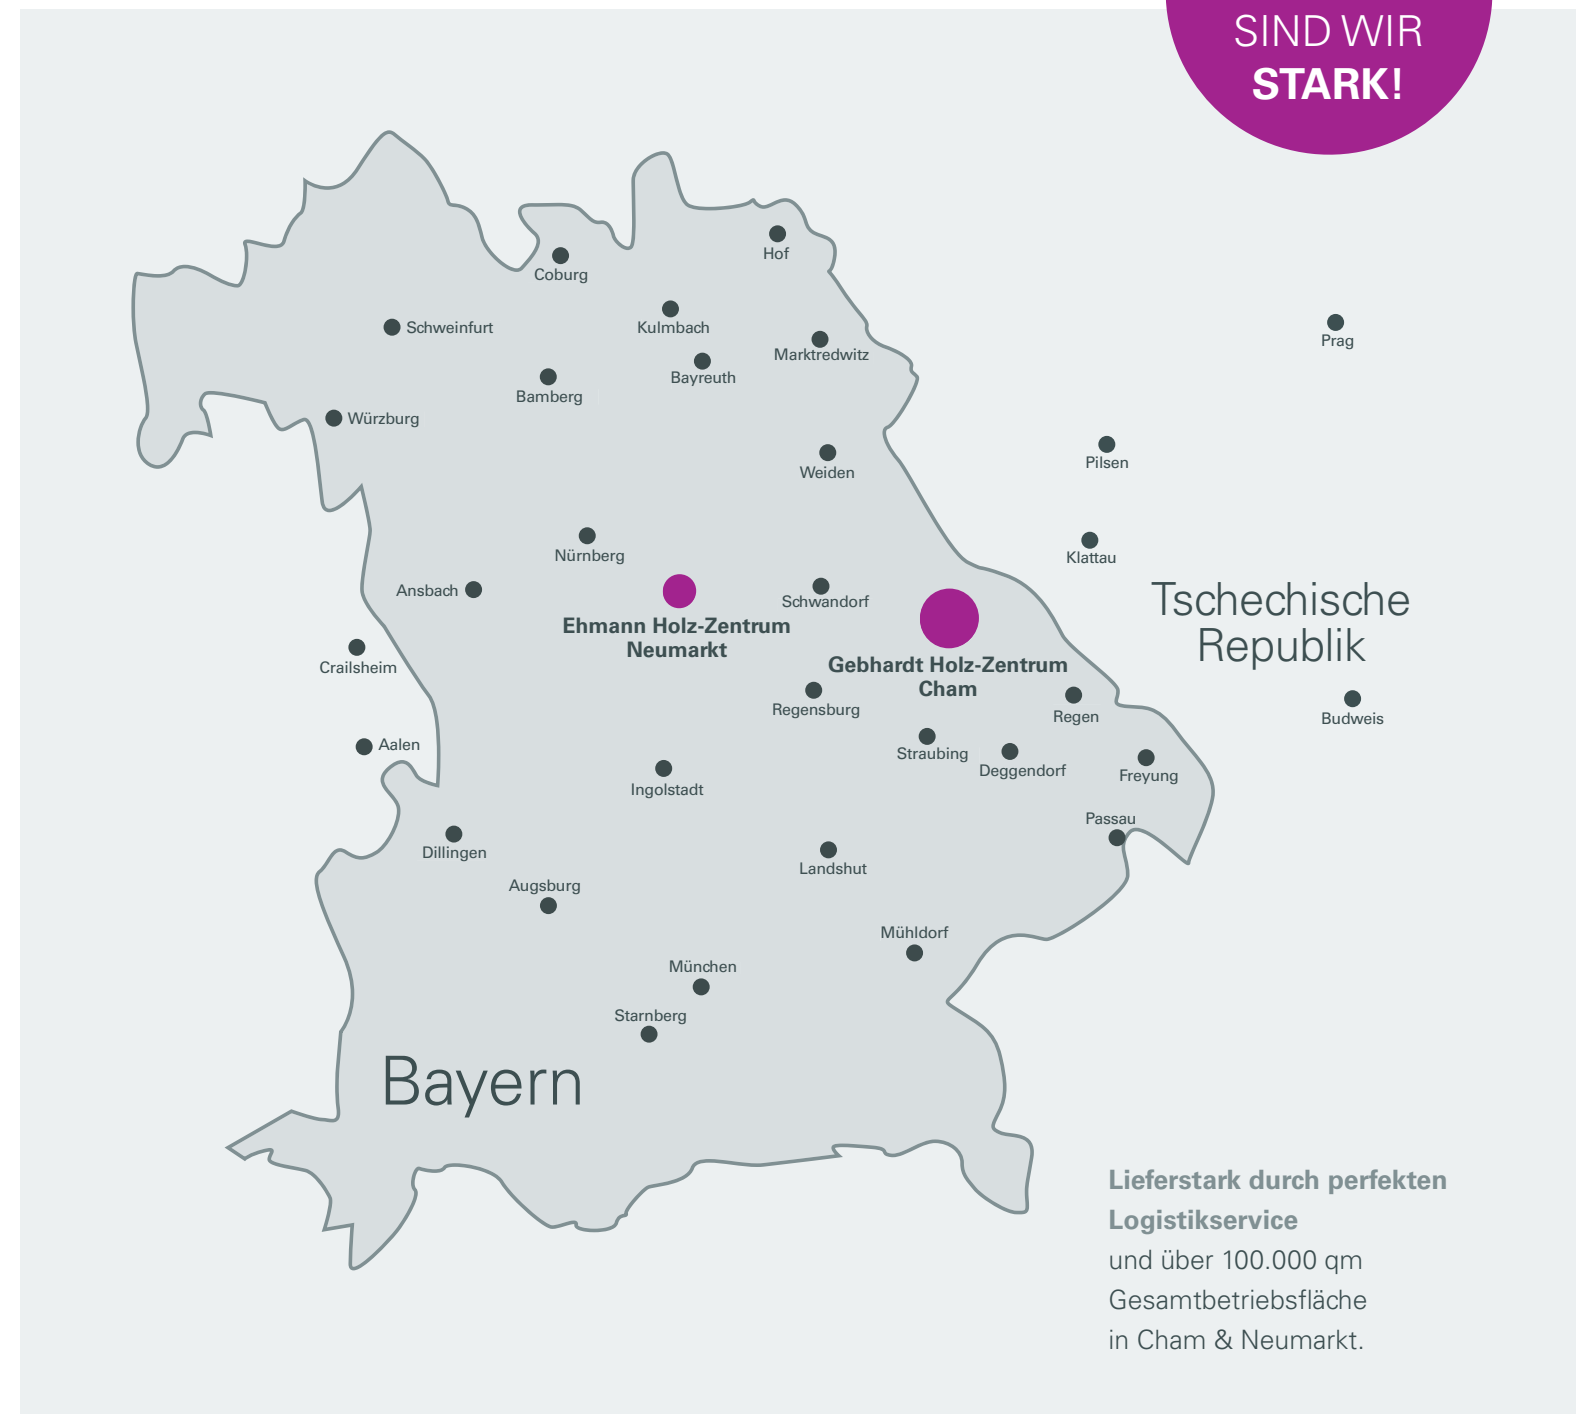 SIND WIR
STARK!
Hof
Coburg
Schweinfurt
Kulmbach
Prag
Marktredwitz
Bayreuth
Bamberg
Würzburg
Pilsen
Weiden
Nürnberg
Klattau
Ansbach
Schwandorf
Tschechische
Republik
Ehmann Holz-Zentrum
Neumarkt
Crailsheim
Gebhardt Holz-Zentrum
Cham
Regensburg
Regen
Budweis
Aalen
Straubing
Deggendorf
Freyung
Ingolstadt
Passau
Dillingen
Landshut
Augsburg
Mühldorf
München
Starnberg
Bayern
Lieferstark durch perfekten
Logistikservice
und über 100.000 qm
Gesamtbetriebsfläche
in Cham & Neumarkt.